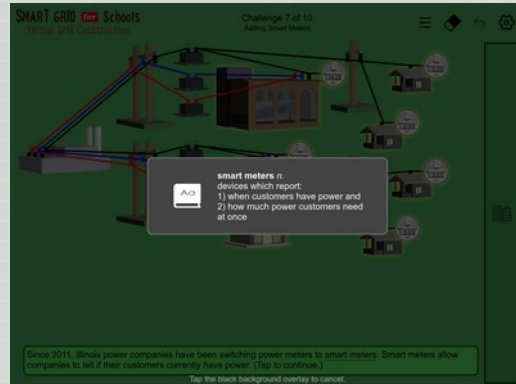 SMART GRID for Schools
Virtual Grid Construction
Challenge 7 of 10
Adding Smart Meters
Aa
smart meters n.
devices which report:
1) when customers have power and
2) how much power customers need
at once
Since 2011, Illinois power companies have been switching power meters to smart meters. Smart meters allow
companies to tell if their customers currently have power. (Tap to continue.)
Tap the black background overlay to cancel.